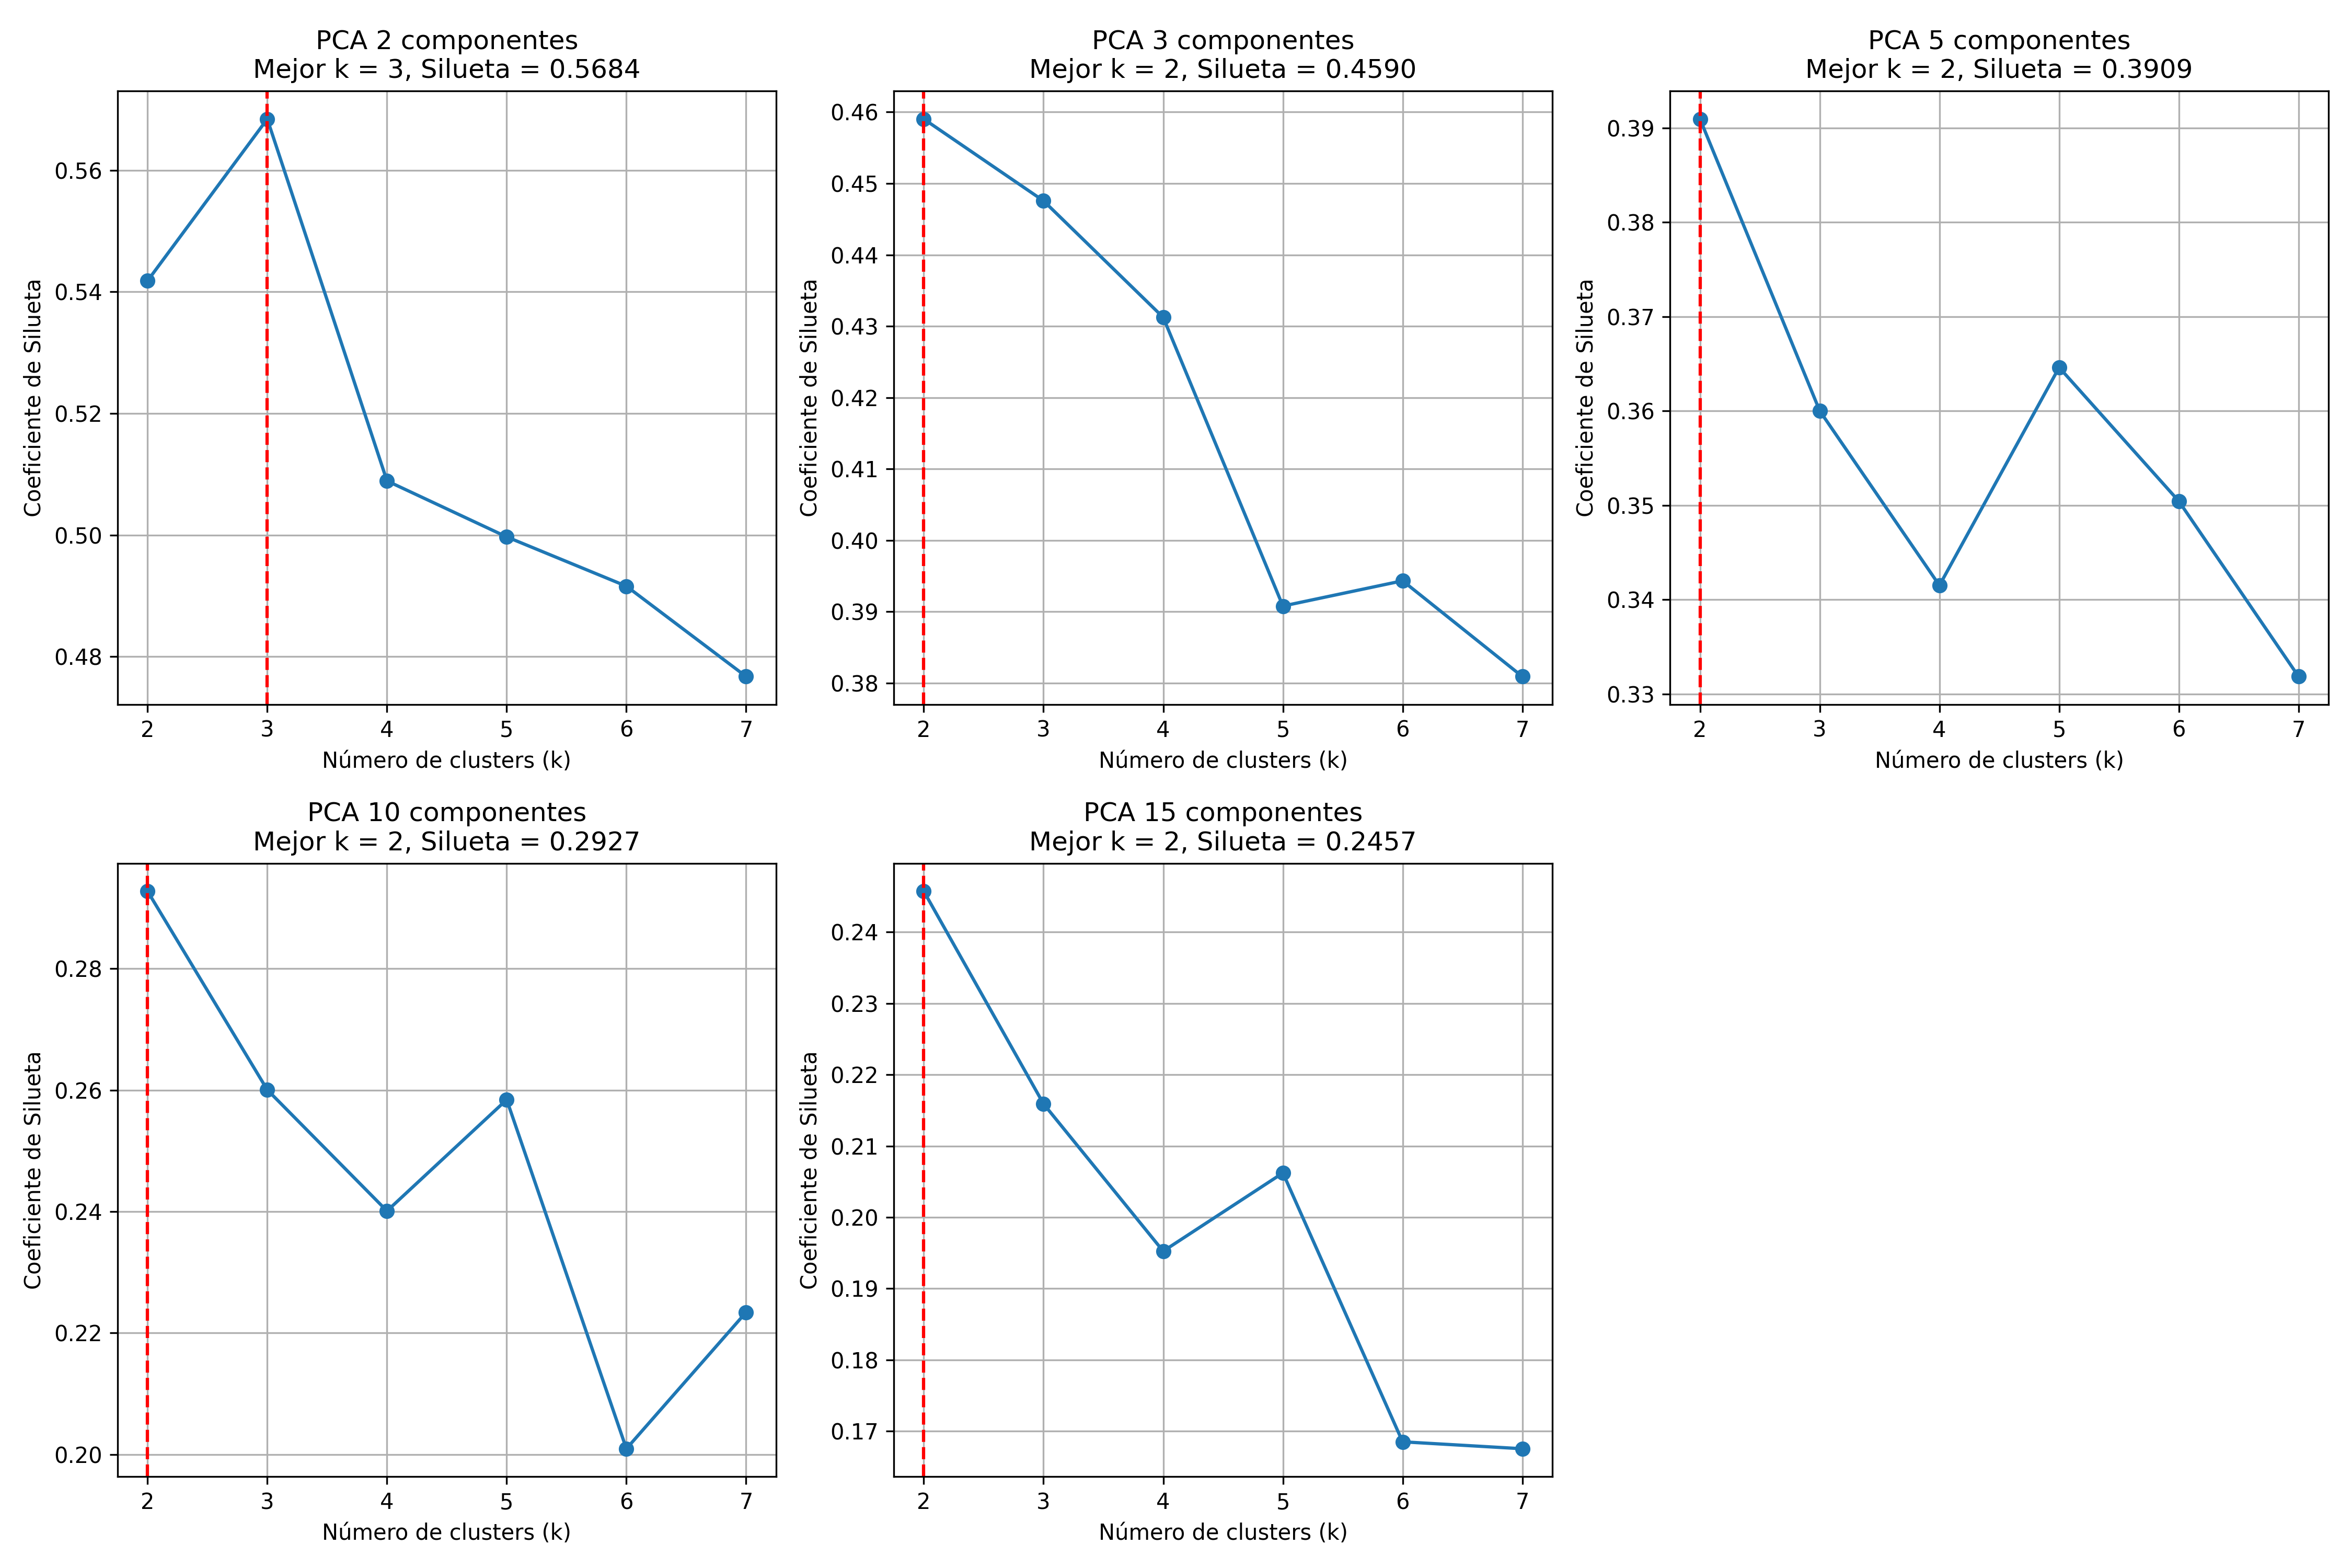 PCA 2 componentes
Mejor k = 3, Silueta = 0.5684
Coeficiente de Silueta
0.56
0.54
0.52
0.50
0.48
2 3 4 5 6 7
Número de clusters (k)
PCA 3 componentes
Mejor k = 2, Silueta = 0.4590
Coeficiente de Silueta
0.46
0.45
0.44
0.43
0.42
0.41
0.40
0.39
0.38
2 3 4 5 6 7
Número de clusters (k)
PCA 5 componentes
Mejor k = 2, Silueta = 0.3909
Coeficiente de Silueta
0.39
0.38
0.37
0.36
0.35
0.34
0.33
2 3 4 5 6 7
Número de clusters (k)
PCA 10 componentes
Mejor k = 2, Silueta = 0.2927
Coeficiente de Silueta
0.28
0.26
0.24
0.22
0.20
2 3 4 5 6 7
Número de clusters (k)
PCA 15 componentes
Mejor k = 2, Silueta = 0.2457
Coeficiente de Silueta
0.24
0.23
0.22
0.21
0.20
0.19
0.18
0.17
2 3 4 5 6 7
Número de clusters (k)